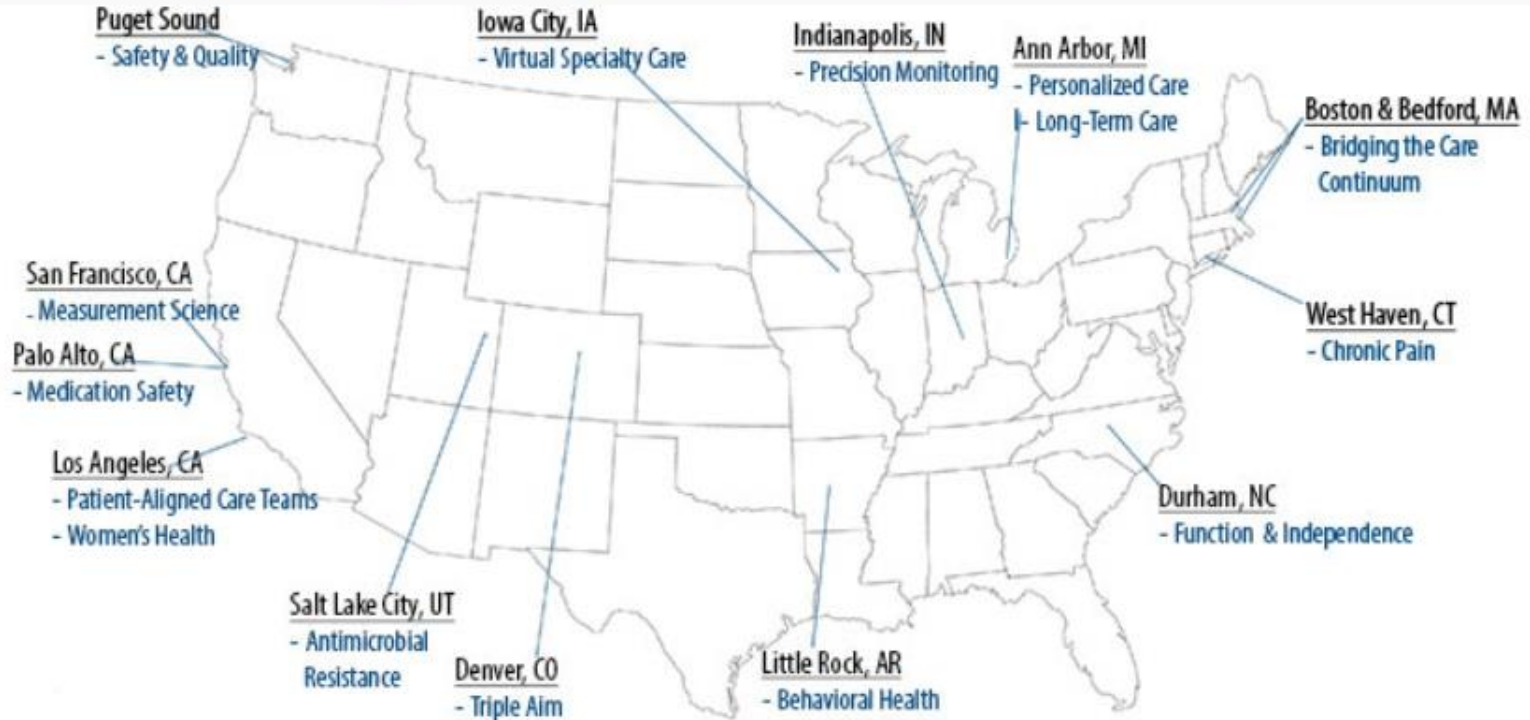 Puget Sound
- Safety & Quality
Iowa City, IA
- Virtual Specialty Care
Indianapolis, IN
- Precision Monitoring
Ann Arbor, MI
- Personalized Care
- Long-Term Care
Boston & Bedford, MA
- Bridging the Care
Continuum
San Francisco, CA
- Measurement Science
Palo Alto, CA
- Medication Safety
West Haven, CT
- Chronic Pain
Los Angeles, CA
- Patient-Aligned Care Teams
- Women's Health
Durham, NC
- Function & Independence
Salt Lake City, UT
- Antimicrobial
Resistance
Denver, CO
- Triple Aim
Little Rock, AR
- Behavioral Health